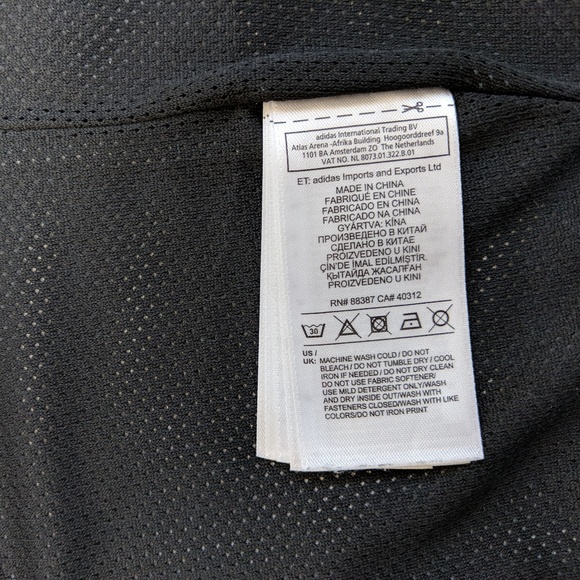 adidas International Trading BV
Atlas Arena -Afrika Building Hoogoorddreef 9a
1101 BA Amsterdam ZO The Netherlands
VAT NO. NL 8073.01.322.B.01
ET: adidas Imports and Exports Ltd
MADE IN CHINA
FABRIQUÉ EN CHINE
FABRICADO EN CHINA
FABRICADO NA CHINA
GYÁRTVA: KÍNA
ПРОИЗВЕДЕНО В КИТАЙ
СДЕЛАНО В КИТАЕ
PROIZVEDENO U KINI
ÇİN'DE İMAL EDİLMİŞTİR.
ҚЫТАЙДА ЖАСАЛҒАН
PROIZVEDENO U KINI
RN# 88387 CA# 40312
30
US /
UK: MACHINE WASH COLD / DO NOT
BLEACH / DO NOT TUMBLE DRY / COOL
IRON IF NEEDED / DO NOT DRY CLEAN
DO NOT USE FABRIC SOFTENER/
USE MILD DETERGENT ONLY/WASH
AND DRY INSIDE OUT/WASH WITH
FASTENERS CLOSED/WASH WITH LIKE
COLORS/DO NOT IRON PRINT